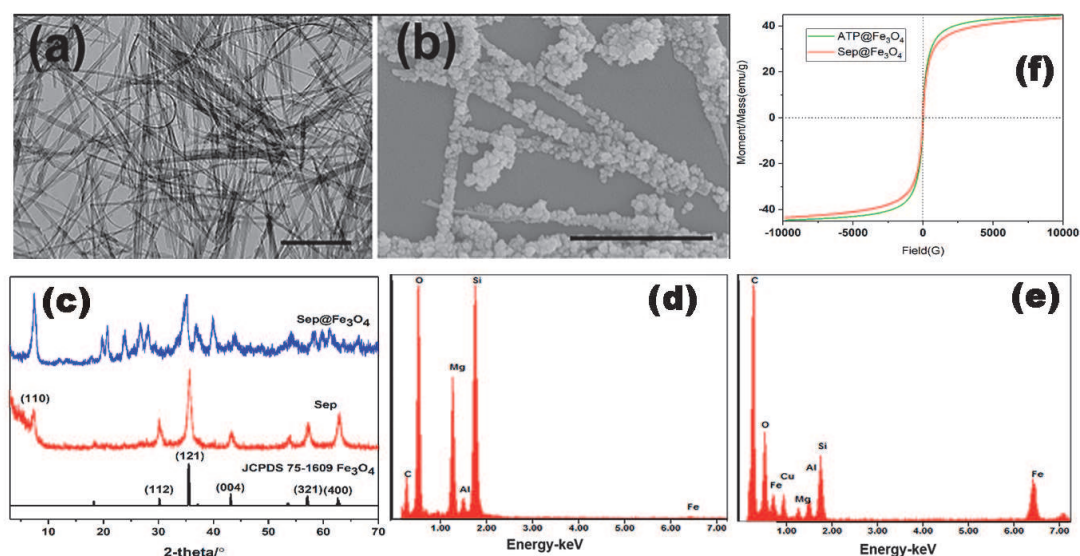 (a)
(b)
(f)
ATP@Fe₃O₄
Sep@Fe₃O₄
Moment/Mass(emu/g)
40
20
0
-20
-40
-10000 -5000 0 5000 10000
Field(G)
(c)
Sep@Fe₃O₄
(110)
Sep
(121)
JCPDS 75-1609 Fe₃O₄
(112) (004) (321) (400)
10 20 30 40 50 60 70
2-theta/°
(d)
O
Si
Mg
C
Al
Fe
0.00 1.00 2.00 3.00 4.00 5.00 6.00 7.00
Energy-keV
(e)
C
O
Fe
Cu
Mg
Al
Si
Fe
0.00 1.00 2.00 3.00 4.00 5.00 6.00 7.00
Energy-keV